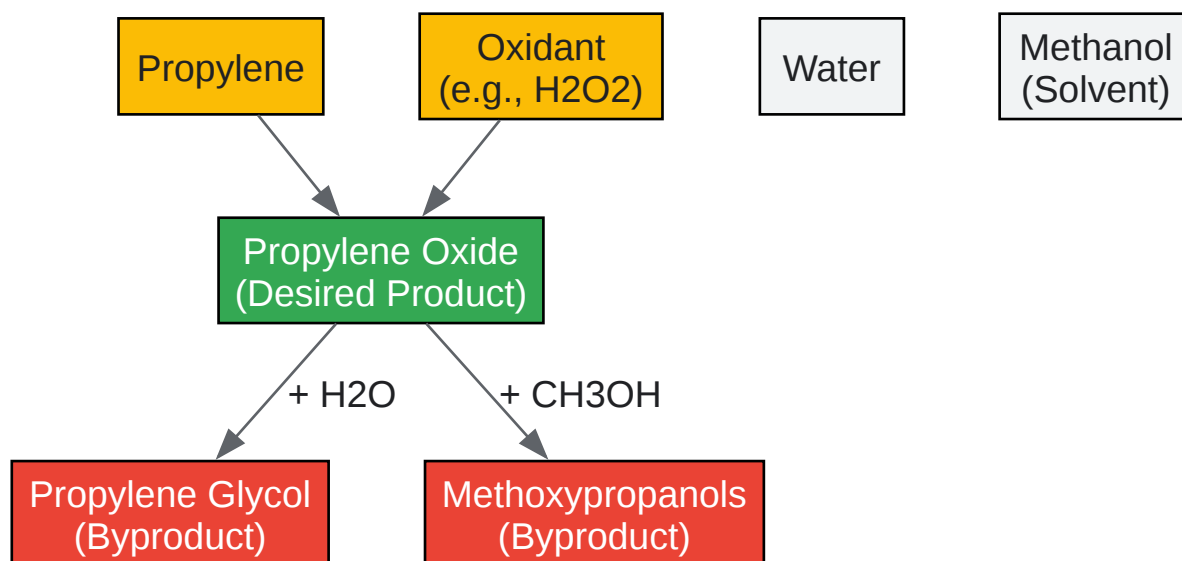 Propylene
Oxidant
(e.g., H2O2)
Water
Methanol
(Solvent)
Propylene Oxide
(Desired Product)
+ H2O
+ CH3OH
Propylene Glycol
(Byproduct)
Methoxypropanols
(Byproduct)